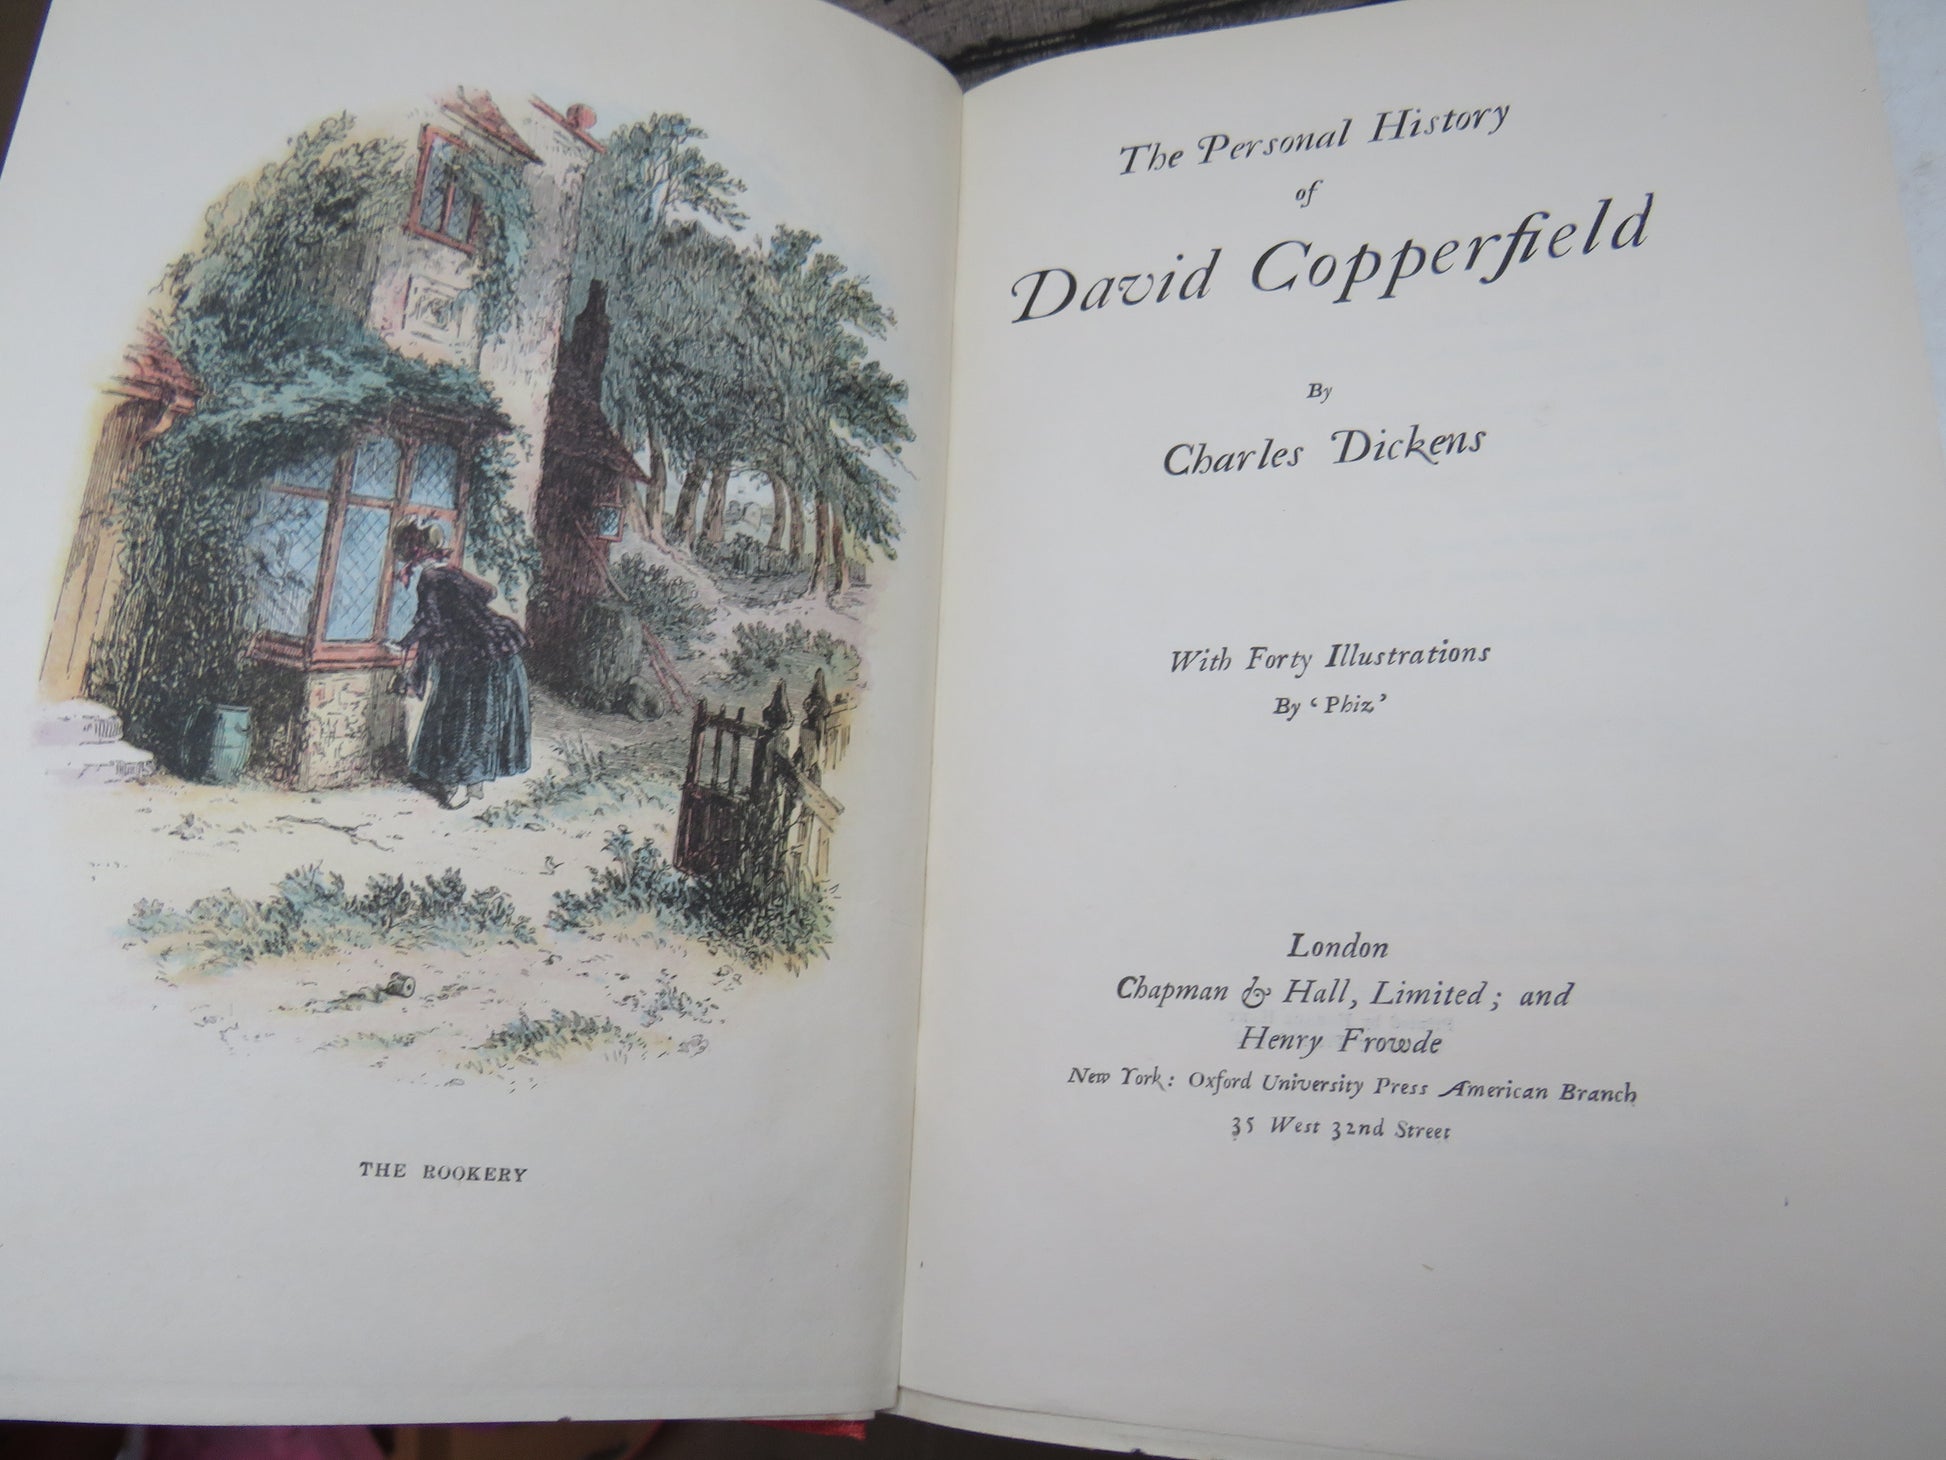 THE ROOKERY
The Personal History
of
David Copperfield
By
Charles Dickens
With Forty Illustrations
By ‘Phiz’
London
Chapman & Hall, Limited; and
Henry Frowde
New York: Oxford University Press American Branch
35 West 32nd Street